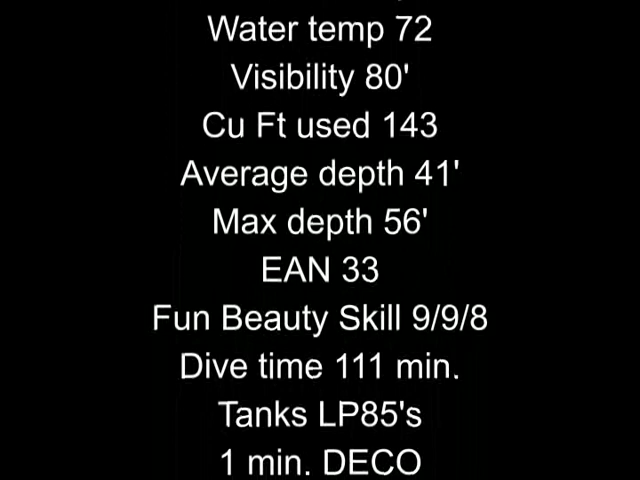 Water temp 72
Visibility 80'
Cu Ft used 143
Average depth 41'
Max depth 56'
EAN 33
Fun Beauty Skill 9/9/8
Dive time 111 min.
Tanks LP85's
1 min. DECO